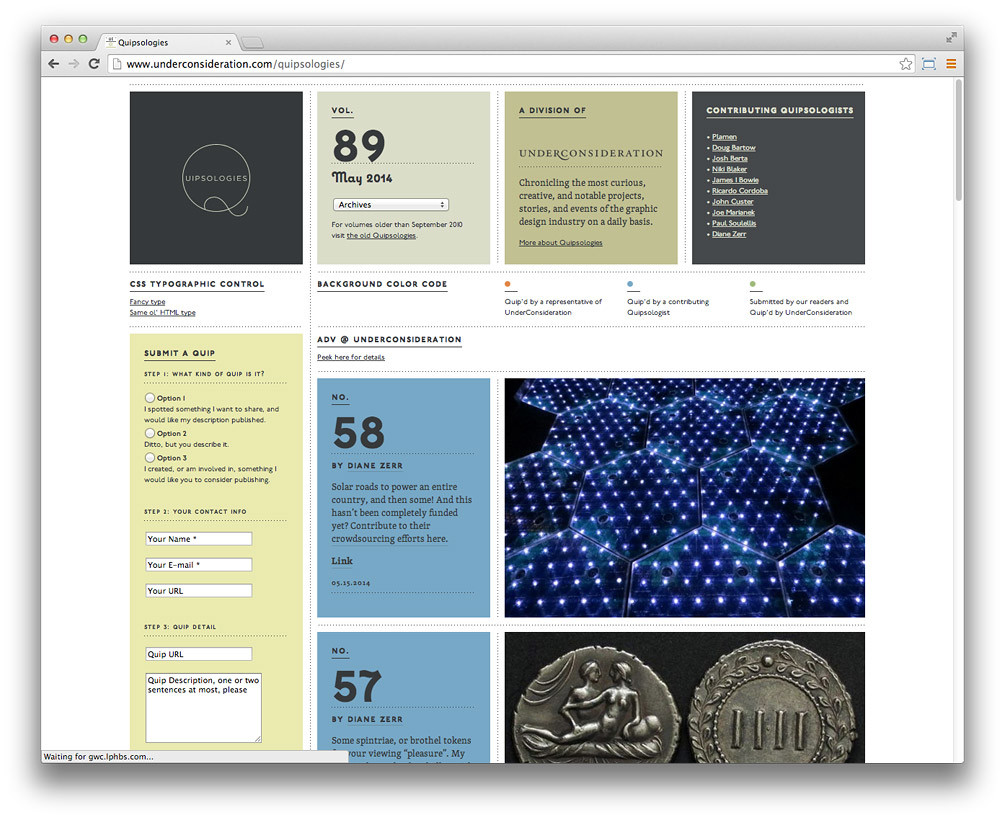 Quipsologies
www.underconsideration.com/quipsologies/
UIPSOLOGIES
VOL.
89
May 2014
Archives
For volumes older than September 2010
visit the old Quipsologies.
A DIVISION OF
UNDERCONSIDERATION
Chronicling the most curious,
creative, and notable projects,
stories, and events of the graphic
design industry on a daily basis.
More about Quipsologies
CONTRIBUTING QUIPSOLOGISTS
• Plamen
• Doug Bartow
• Josh Berta
• Niki Blaker
• James I Bowie
• Ricardo Cordoba
• John Custer
• Joe Marianek
• Paul Soulellis
• Diane Zerr
CSS TYPOGRAPHIC CONTROL
Fancy type
Same ol' HTML type
BACKGROUND COLOR CODE
Quip'd by a representative of
UnderConsideration
Quip'd by a contributing
Quipsologist
Submitted by our readers and
Quip'd by UnderConsideration
ADV @ UNDERCONSIDERATION
Peek here for details
SUBMIT A QUIP
STEP 1: WHAT KIND OF QUIP IS IT?
Option 1
I spotted something I want to share, and
would like my description published.
Option 2
Ditto, but you describe it.
Option 3
I created, or am involved in, something I
would like you to consider publishing.
STEP 2: YOUR CONTACT INFO
Your Name *
Your E-mail *
Your URL
STEP 3: QUIP DETAIL
Quip URL
Quip Description, one or two
sentences at most, please
NO.
58
BY DIANE ZERR
Solar roads to power an entire
country, and then some! And this
hasn't been completely funded
yet? Contribute to their
crowdsourcing efforts here.
Link
05.15.2014
NO.
57
BY DIANE ZERR
Some spintriae, or brothel tokens
your viewing "pleasure". My
IIII
Waiting for gwc.lphbs.com...